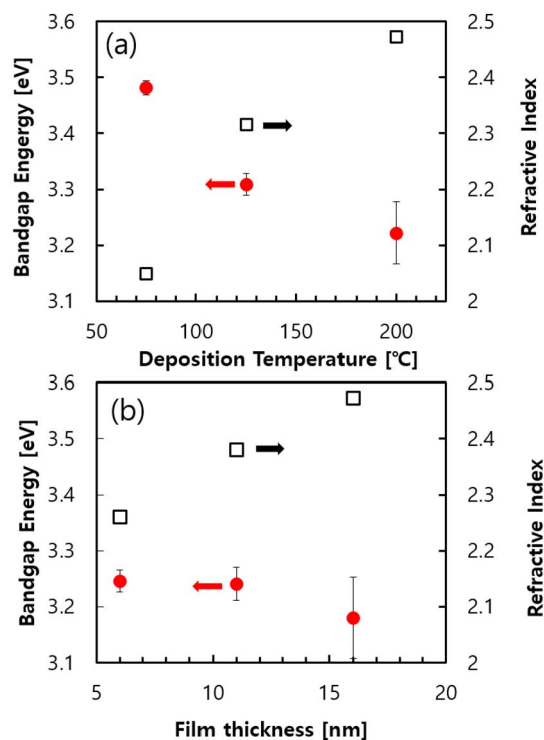 (a)
Bandgap Engergy [eV]
3.6
3.5
3.4
3.3
3.2
3.1
2.5
2.4
2.3
2.2
2.1
2
Refractive Index
50 100 150 200
Deposition Temperature [℃]
(b)
Bandgap Energy [eV]
3.6
3.5
3.4
3.3
3.2
3.1
2.5
2.4
2.3
2.2
2.1
2
Refractive Index
5 10 15 20
Film thickness [nm]